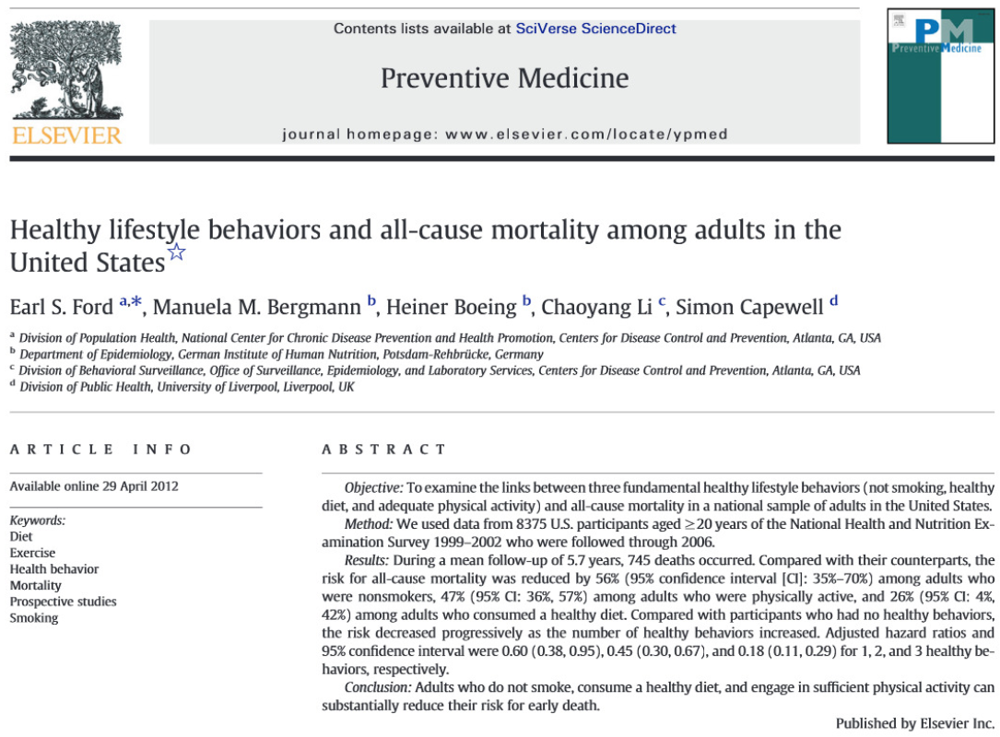 Contents lists available at SciVerse ScienceDirect
Preventive Medicine
journal homepage: www.elsevier.com/locate/ypmed
ELSEVIER
PM
Preventive Medicine
Healthy lifestyle behaviors and all-cause mortality among adults in the
United States☆
Earl S. Ford a,*, Manuela M. Bergmann b, Heiner Boeing b, Chaoyang Li c, Simon Capewell d
a Division of Population Health, National Center for Chronic Disease Prevention and Health Promotion, Centers for Disease Control and Prevention, Atlanta, GA, USA
b Department of Epidemiology, German Institute of Human Nutrition, Potsdam-Rehbrücke, Germany
c Division of Behavioral Surveillance, Office of Surveillance, Epidemiology, and Laboratory Services, Centers for Disease Control and Prevention, Atlanta, GA, USA
d Division of Public Health, University of Liverpool, Liverpool, UK
ARTICLE INFO
Available online 29 April 2012
Keywords:
Diet
Exercise
Health behavior
Mortality
Prospective studies
Smoking
ABSTRACT
Objective: To examine the links between three fundamental healthy lifestyle behaviors (not smoking, healthy
diet, and adequate physical activity) and all-cause mortality in a national sample of adults in the United States.
Method: We used data from 8375 U.S. participants aged ≥20 years of the National Health and Nutrition Ex-
amination Survey 1999–2002 who were followed through 2006.
Results: During a mean follow-up of 5.7 years, 745 deaths occurred. Compared with their counterparts, the
risk for all-cause mortality was reduced by 56% (95% confidence interval [CI]: 35%–70%) among adults who
were nonsmokers, 47% (95% CI: 36%, 57%) among adults who were physically active, and 26% (95% CI: 4%,
42%) among adults who consumed a healthy diet. Compared with participants who had no healthy behaviors,
the risk decreased progressively as the number of healthy behaviors increased. Adjusted hazard ratios and
95% confidence interval were 0.60 (0.38, 0.95), 0.45 (0.30, 0.67), and 0.18 (0.11, 0.29) for 1, 2, and 3 healthy be-
haviors, respectively.
Conclusion: Adults who do not smoke, consume a healthy diet, and engage in sufficient physical activity can
substantially reduce their risk for early death.
Published by Elsevier Inc.